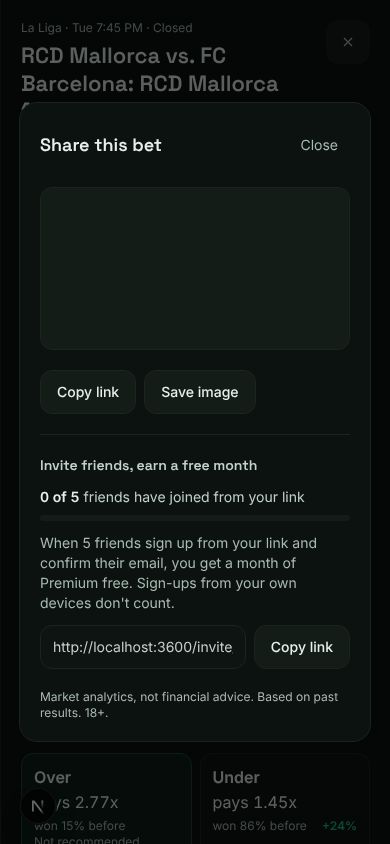 La Liga · Tue 7:45 PM · Closed
×
RCD Mallorca vs. FC
Barcelona: RCD Mallorca
Share this bet
Close
Copy link
Save image
Invite friends, earn a free month
0 of 5 friends have joined from your link
When 5 friends sign up from your link and
confirm their email, you get a month of
Premium free. Sign-ups from your own
devices don't count.
http://localhost:3600/invite
Copy link
Market analytics, not financial advice. Based on past
results. 18+.
Over
Under
N
ys 2.77x
pays 1.45x
won 15% before
won 86% before +24%
Not recommended